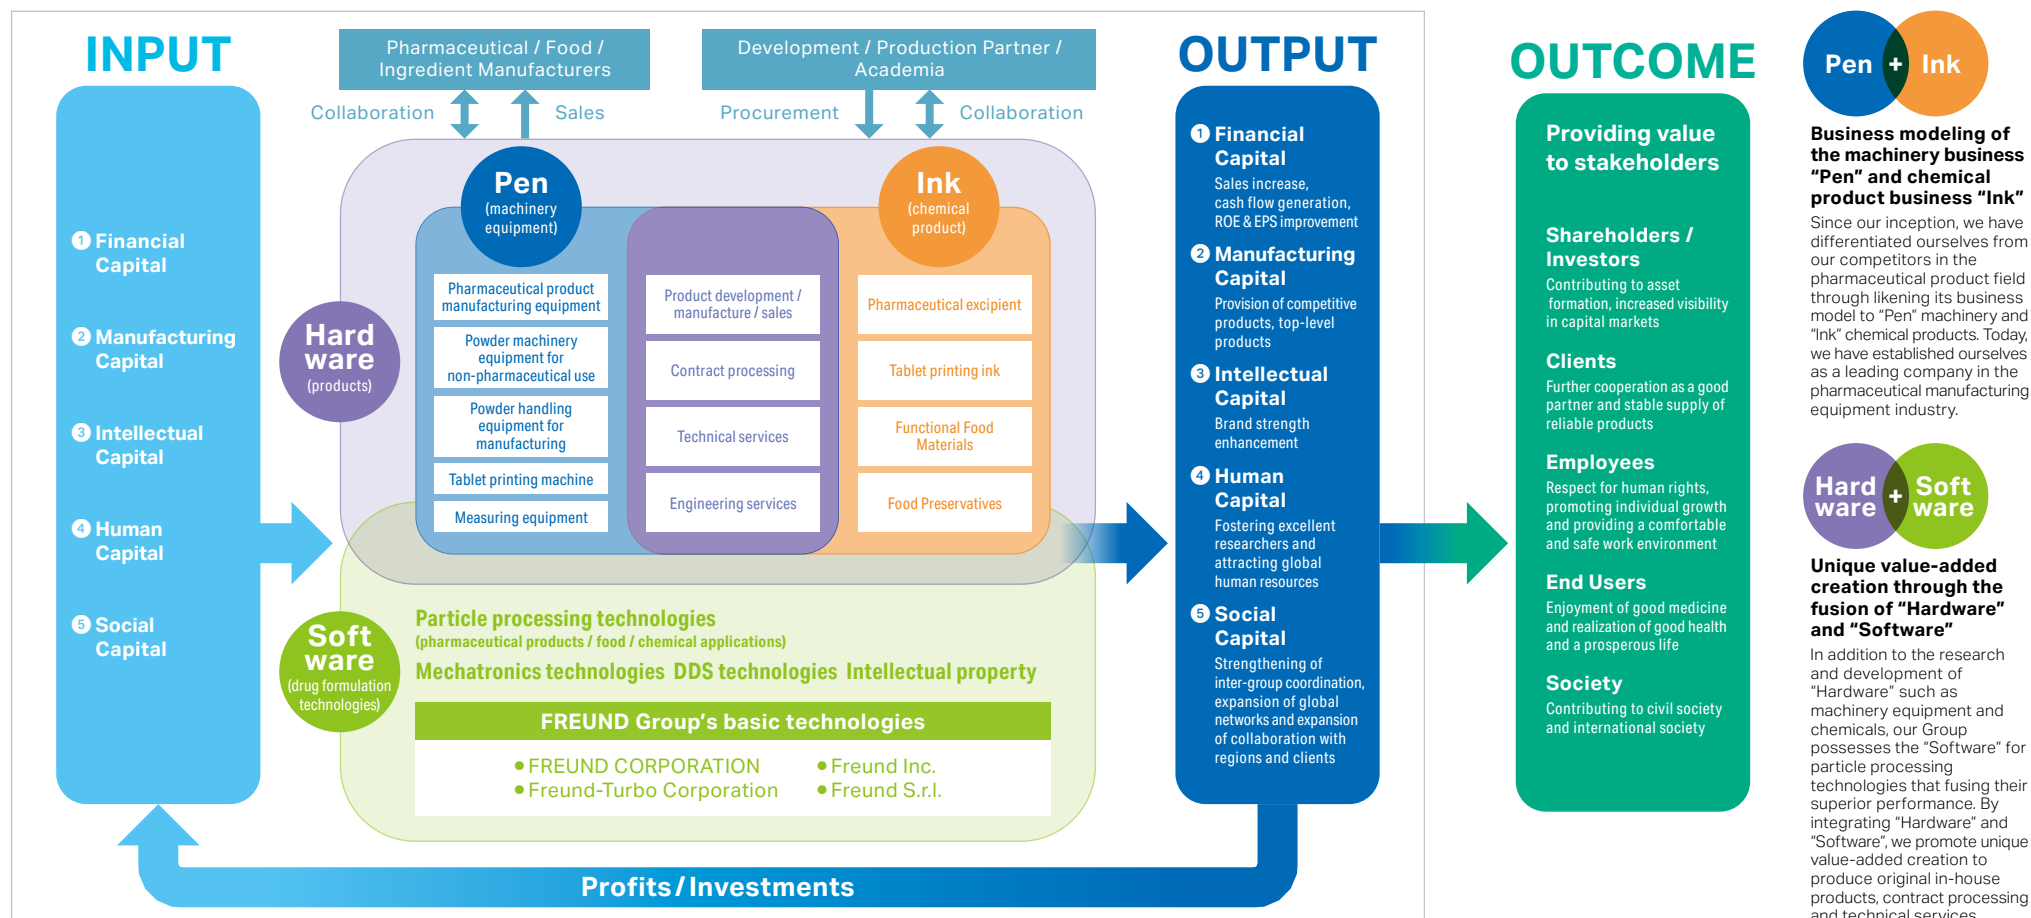 INPUT
① Financial
Capital
② Manufacturing
Capital
③ Intellectual
Capital
④ Human
Capital
⑤ Social
Capital
Pharmaceutical / Food /
Ingredient Manufacturers
Collaboration
Sales
Development / Production Partner /
Academia
Procurement
Collaboration
Hard
ware
(products)
Pen
(machinery
equipment)
Pharmaceutical product
manufacturing equipment
Powder machinery
equipment for
non-pharmaceutical use
Powder handling
equipment for
manufacturing
Tablet printing machine
Measuring equipment
Product development /
manufacture / sales
Contract processing
Technical services
Engineering services
Ink
(chemical
product)
Pharmaceutical excipient
Tablet printing ink
Functional Food
Materials
Food Preservatives
Soft
ware
(drug formulation
technologies)
Particle processing technologies
(pharmaceutical products / food / chemical applications)
Mechatronics technologies DDS technologies Intellectual property
FREUND Group's basic technologies
● FREUND CORPORATION
● Freund-Turbo Corporation
● Freund Inc.
● Freund S.r.l.
Profits / Investments
OUTPUT
① Financial
Capital
Sales increase,
cash flow generation,
ROE & EPS improvement
② Manufacturing
Capital
Provision of competitive
products, top-level
products
③ Intellectual
Capital
Brand strength
enhancement
④ Human
Capital
Fostering excellent
researchers and
attracting global
human resources
⑤ Social
Capital
Strengthening of
inter-group coordination,
expansion of global
networks and expansion
of collaboration with
regions and clients
OUTCOME
Providing value
to stakeholders
Shareholders /
Investors
Contributing to asset
formation, increased visibility
in capital markets
Clients
Further cooperation as a good
partner and stable supply of
reliable products
Employees
Respect for human rights,
promoting individual growth
and providing a comfortable
and safe work environment
End Users
Enjoyment of good medicine
and realization of good health
and a prosperous life
Society
Contributing to civil society
and international society
Pen + Ink
Business modeling of
the machinery business
“Pen” and chemical
product business “Ink”
Since our inception, we have
differentiated ourselves from
our competitors in the
pharmaceutical product field
through likening its business
model to “Pen” machinery and
“Ink” chemical products. Today,
we have established ourselves
as a leading company in the
pharmaceutical manufacturing
equipment industry.
Hard
ware
+
Soft
ware
Unique value-added
creation through the
fusion of “Hardware”
and “Software”
In addition to the research
and development of
“Hardware” such as
machinery equipment and
chemicals, our Group
possesses the “Software” for
particle processing
technologies that fusing their
superior performance. By
integrating “Hardware” and
“Software”, we promote unique
value-added creation to
produce original in-house
products, contract processing
and technical services